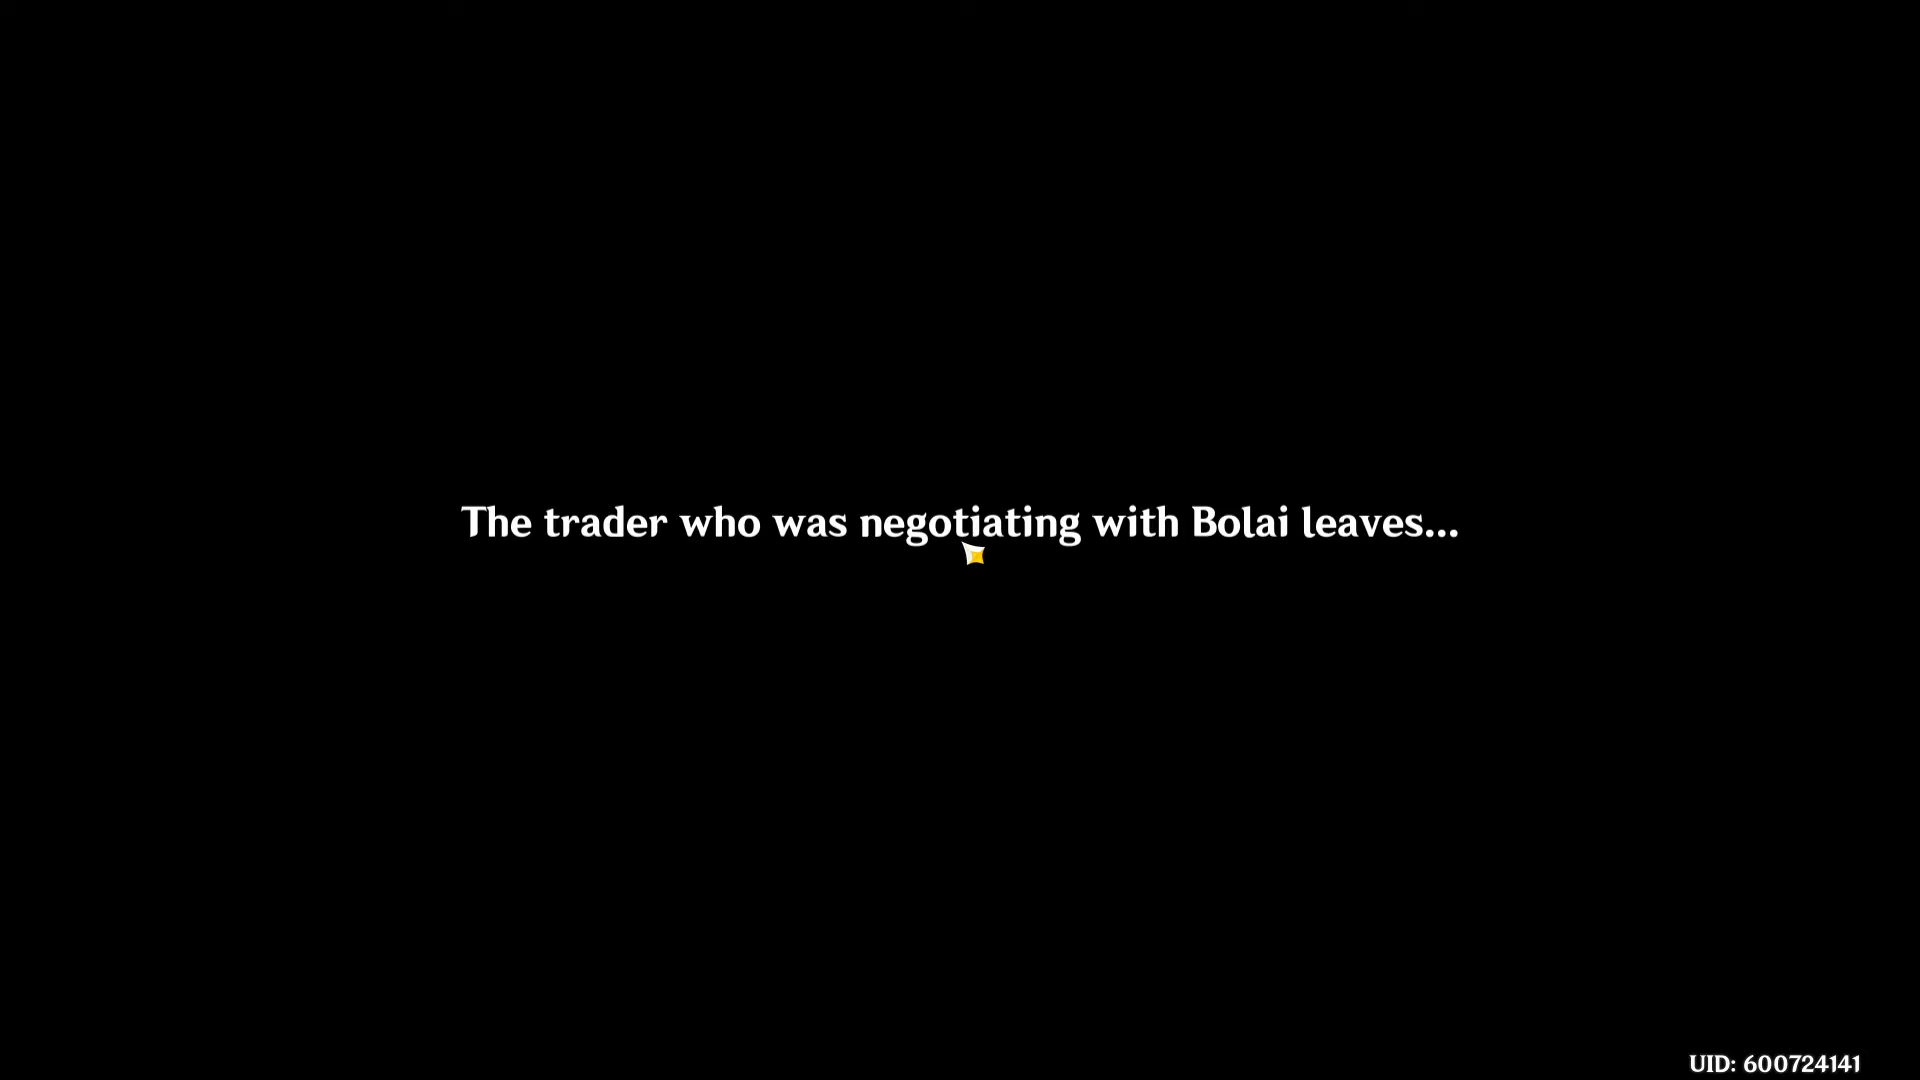 The trader who was negotiating with Bolai leaves...
UID: 600724141